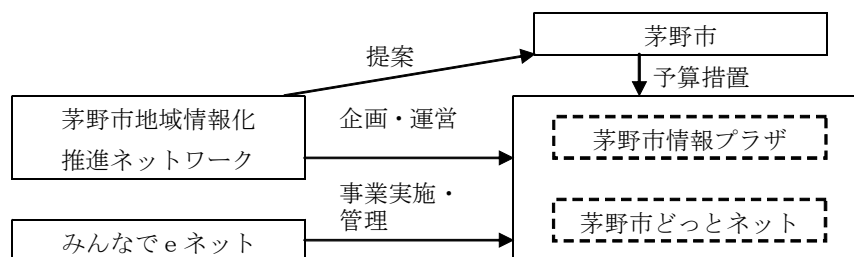 茅野市
提案
予算措置
茅野市地域情報化
推進ネットワーク
企画・運営
茅野市情報プラザ
事業実施・
管理
茅野市どっとネット
みんなでeネット